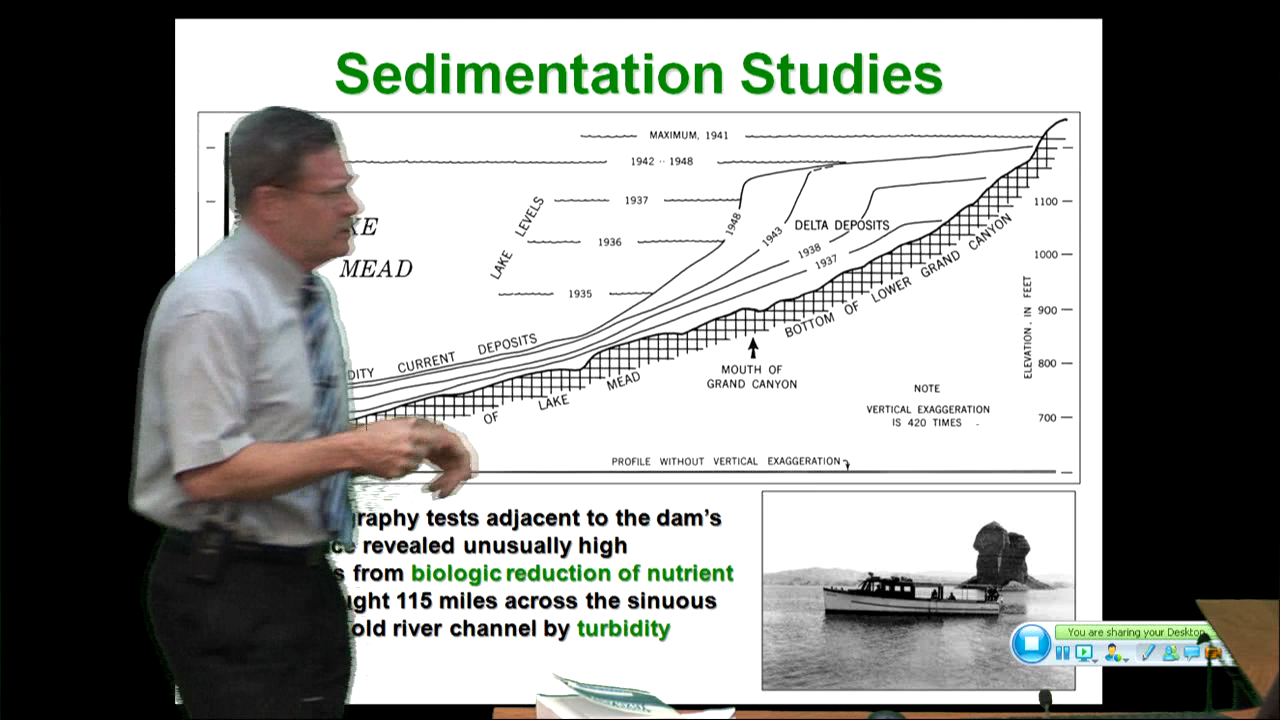 Sedimentation Studies
MAXIMUM, 1941
1942 -- 1948
1937
1936
1935
LAKE LEVELS
KE
MEAD
1948
1943
DELTA DEPOSITS
1938
1937
1100
1000
900
800
700
ELEVATION, IN FEET
BOTTOM OF LOWER GRAND CANYON
DITY CURRENT DEPOSITS
OF LAKE MEAD
MOUTH OF
GRAND CANYON
NOTE
VERTICAL EXAGGERATION
IS 420 TIMES
PROFILE WITHOUT VERTICAL EXAGGERATION
graphy tests adjacent to the dam's
revealed unusually high
s from biologic reduction of nutrient
ght 115 miles across the sinuous
old river channel by turbidity
You are sharing your Desktop